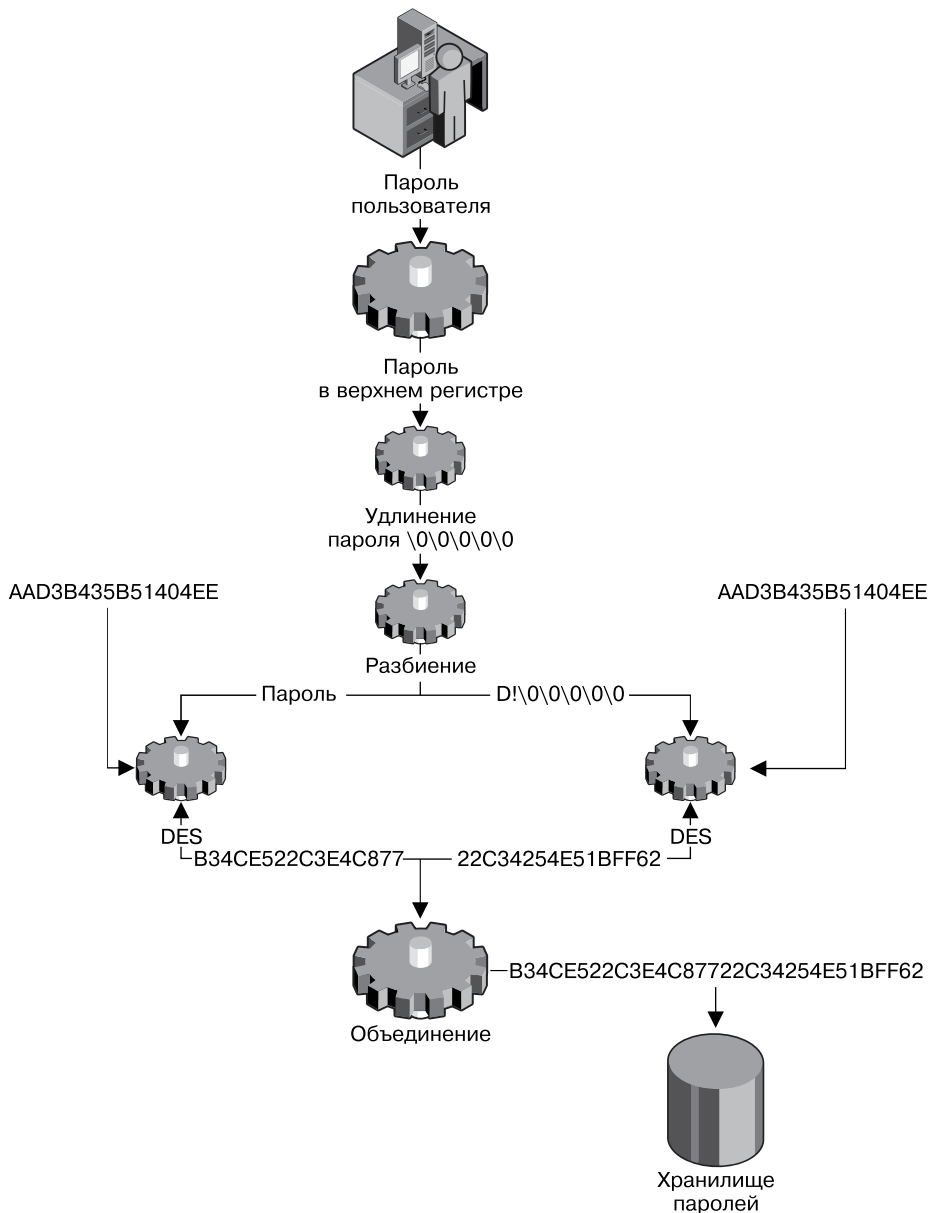 Пароль
пользователя
Пароль
в верхнем регистре
Удлинение
пароля \0\0\0\0\0
AAD3B435B51404EE
AAD3B435B51404EE
Разбиение
Пароль
D!\0\0\0\0\0
DES
DES
B34CE522C3E4C877
22C34254E51BFF62
B34CE522C3E4C87722C34254E51BFF62
Объединение
Хранилище
паролей